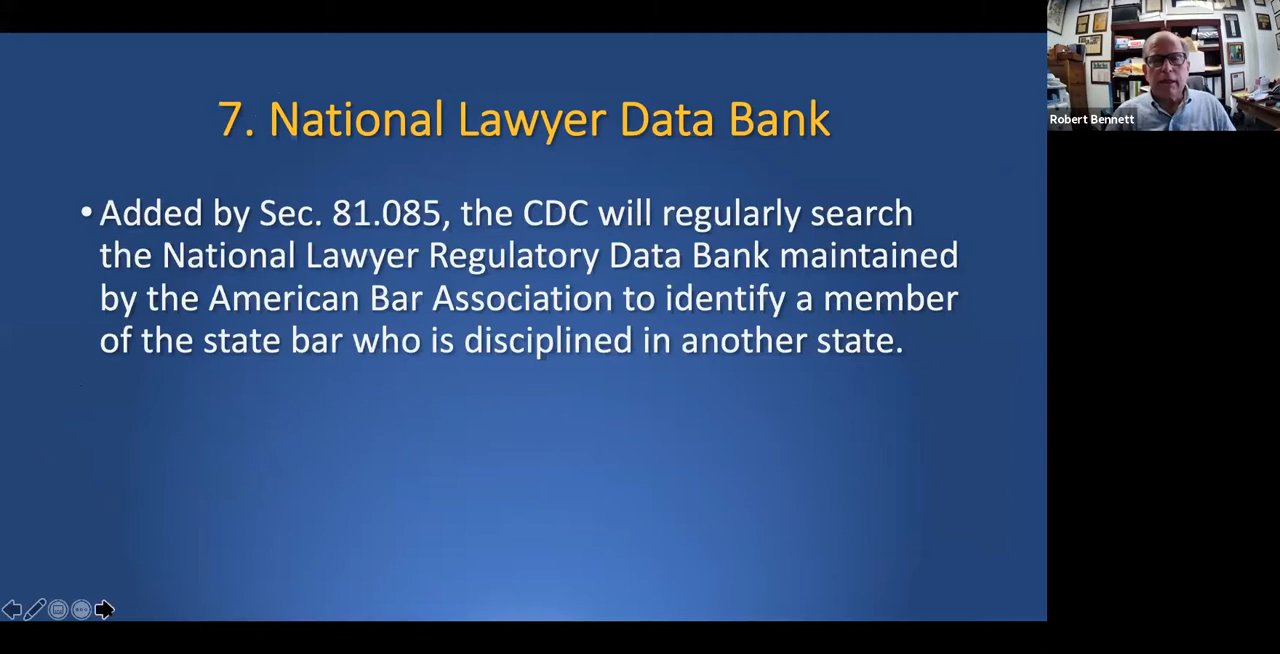 7. National Lawyer Data Bank
• Added by Sec. 81.085, the CDC will regularly search
the National Lawyer Regulatory Data Bank maintained
by the American Bar Association to identify a member
of the state bar who is disciplined in another state.
Robert Bennett